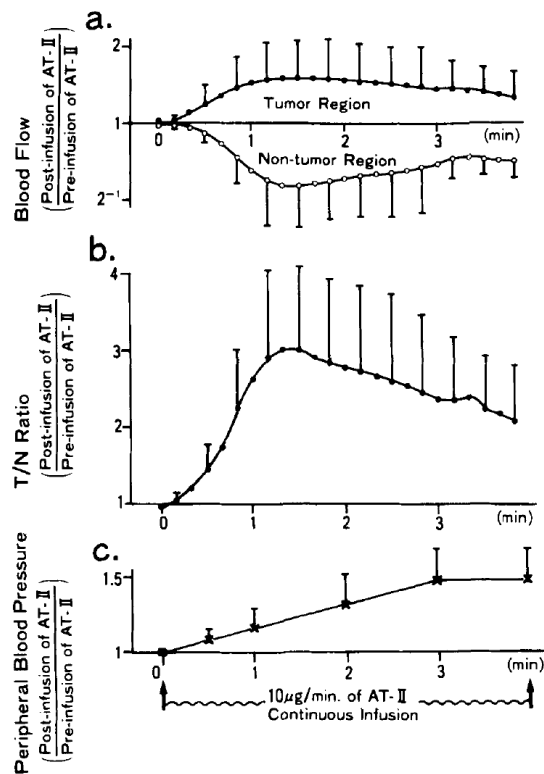 a.
Blood Flow
(Post-infusion of AT-II / Pre-infusion of AT-II)
2
1
2⁻¹
Tumor Region
Non-tumor Region
0 1 2 3 (min)
b.
T/N Ratio
(Post-infusion of AT-II / Pre-infusion of AT-II)
4
3
2
1
0 1 2 3 (min)
c.
Peripheral Blood Pressure
(Post-infusion of AT-II / Pre-infusion of AT-II)
1.5
1
0 1 2 3 (min)
10μg/min. of AT-II
Continuous Infusion